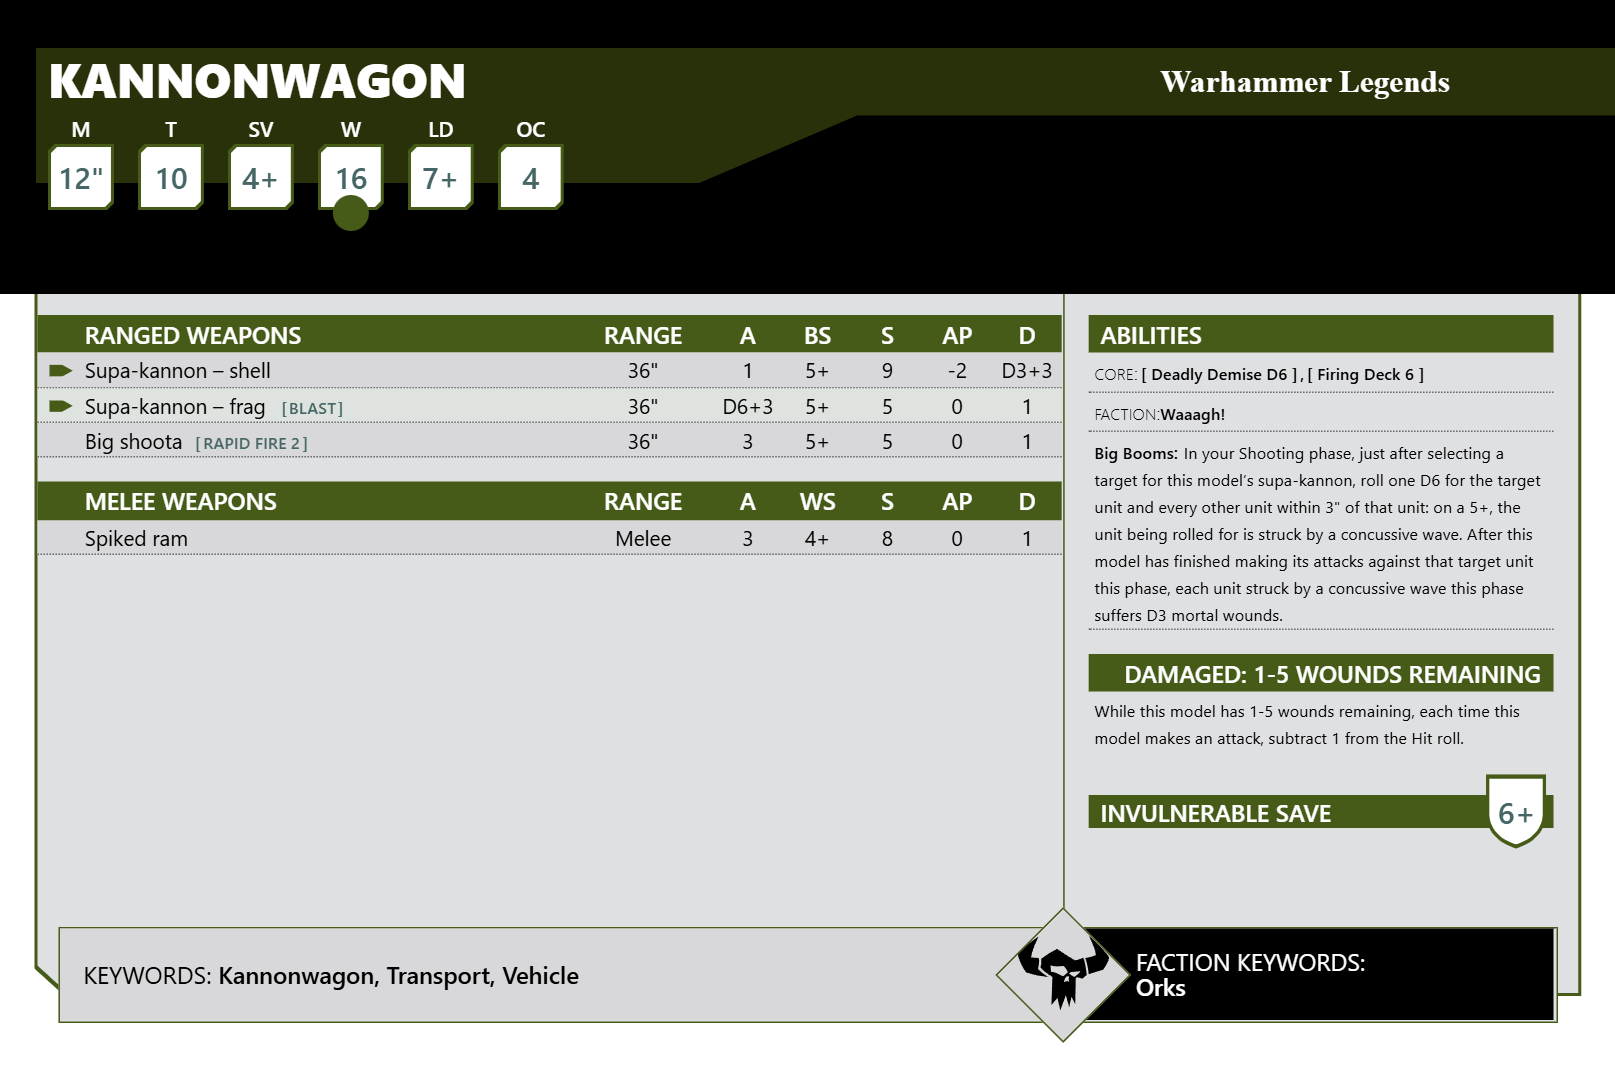 KANNONWAGON
Warhammer Legends
M T SV W LD OC
12" 10 4+ 16 7+ 4
RANGED WEAPONS RANGE A BS S AP D
Supa-kannon – shell 36" 1 5+ 9 -2 D3+3
Supa-kannon – frag [BLAST] 36" D6+3 5+ 5 0 1
Big shoota [RAPID FIRE 2] 36" 3 5+ 5 0 1
MELEE WEAPONS RANGE A WS S AP D
Spiked ram Melee 3 4+ 8 0 1
ABILITIES
CORE: [ Deadly Demise D6 ] , [ Firing Deck 6 ]
FACTION:Waaagh!
Big Booms: In your Shooting phase, just after selecting a
target for this model’s supa-kannon, roll one D6 for the target
unit and every other unit within 3" of that unit: on a 5+, the
unit being rolled for is struck by a concussive wave. After this
model has finished making its attacks against that target unit
this phase, each unit struck by a concussive wave this phase
suffers D3 mortal wounds.
DAMAGED: 1-5 WOUNDS REMAINING
While this model has 1-5 wounds remaining, each time this
model makes an attack, subtract 1 from the Hit roll.
INVULNERABLE SAVE 6+
KEYWORDS: Kannonwagon, Transport, Vehicle
FACTION KEYWORDS:
Orks